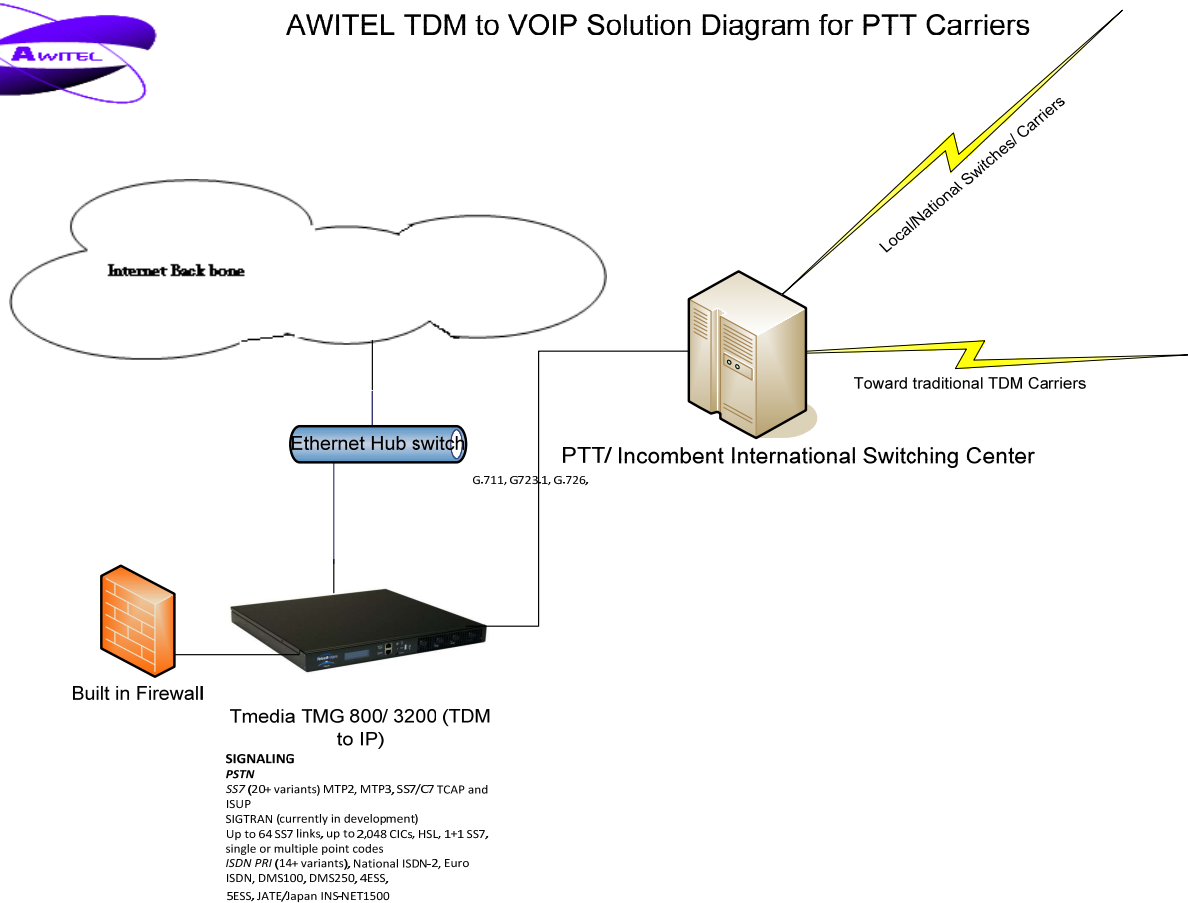 AWITEL TDM to VOIP Solution Diagram for PTT Carriers
AWITEL
Local/National Switches/ Carriers
Internet Back bone
Toward traditional TDM Carriers
Ethernet Hub switch
PTT/ Incombent International Switching Center
G.711, G723.1, G.726,
Built in Firewall
Tmedia TMG 800/ 3200 (TDM
to IP)
SIGNALING
PSTN
SS7 (20+ variants) MTP2, MTP3, SS7/C7 TCAP and
ISUP
SIGTRAN (currently in development)
Up to 64 SS7 links, up to 2,048 CICs, HSL, 1+1 SS7,
single or multiple point codes
ISDN PRI (14+ variants), National ISDN-2, Euro
ISDN, DMS100, DMS250, 4ESS,
5ESS, JATE/Japan INS-NET1500